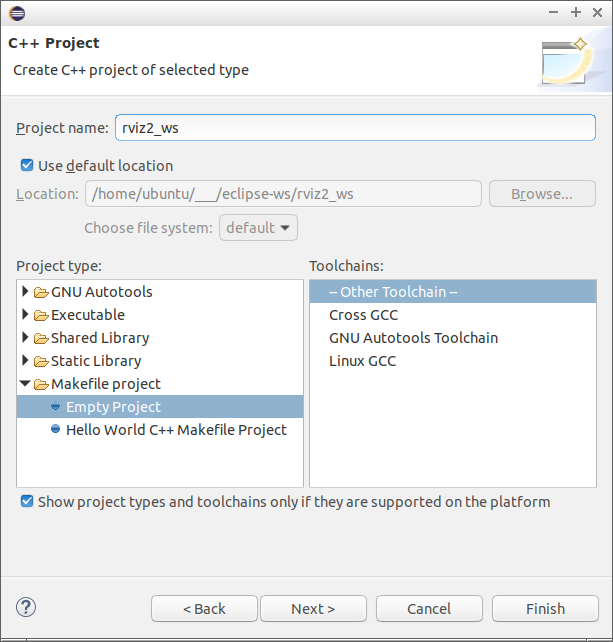 C++ Project
Create C++ project of selected type
Project name: rviz2_ws
Use default location
Location: /home/ubuntu/___/eclipse-ws/rviz2_ws Browse...
Choose file system: default
Project type: Toolchains:
GNU Autotools -- Other Toolchain --
Executable Cross GCC
Shared Library GNU Autotools Toolchain
Static Library Linux GCC
Makefile project
Empty Project
Hello World C++ Makefile Project
Show project types and toolchains only if they are supported on the platform
? < Back Next > Cancel Finish